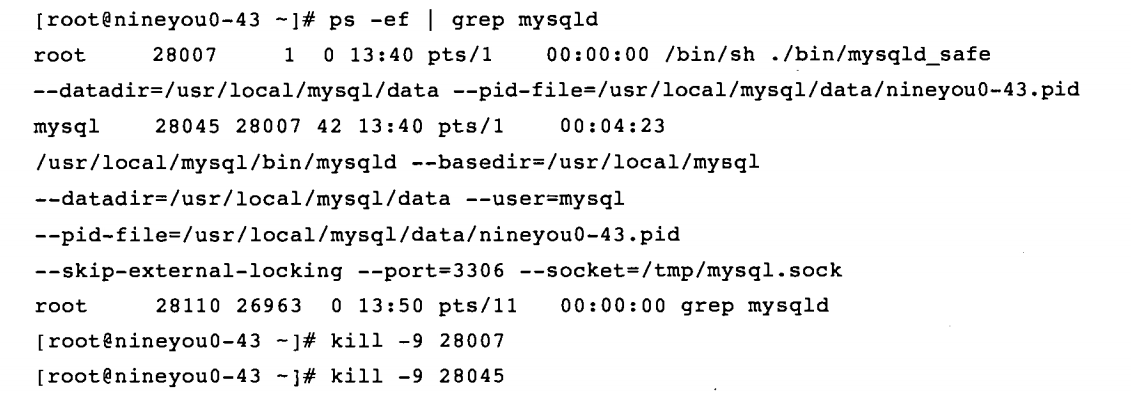 [root@nineyou0-43 ~]# ps -ef | grep mysqld
root     28007     1  0 13:40 pts/1    00:00:00 /bin/sh ./bin/mysqld_safe
--datadir=/usr/local/mysql/data --pid-file=/usr/local/mysql/data/nineyou0-43.pid
mysql    28045 28007 42 13:40 pts/1    00:04:23
/usr/local/mysql/bin/mysqld --basedir=/usr/local/mysql
--datadir=/usr/local/mysql/data --user=mysql
--pid-file=/usr/local/mysql/data/nineyou0-43.pid
--skip-external-locking --port=3306 --socket=/tmp/mysql.sock
root     28110 26963  0 13:50 pts/11   00:00:00 grep mysqld
[root@nineyou0-43 ~]# kill -9 28007
[root@nineyou0-43 ~]# kill -9 28045